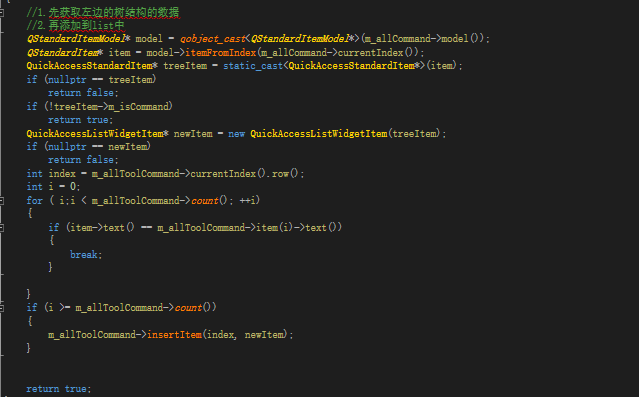 //1.先获取左边的树结构的数据
//2.再添加到list中
QStandardItemModel* model = qobject_cast<QStandardItemModel*>(m_allCommand->model());
QStandardItem* item = model->itemFromIndex(m_allCommand->currentIndex());
QuickAccessStandardItem* treeItem = static_cast<QuickAccessStandardItem*>(item);
if (nullptr == treeItem)
return false;
if (!treeItem->m_isCommand)
return true;
QuickAccessListWidgetItem* newItem = new QuickAccessListWidgetItem(treeItem);
if (nullptr == newItem)
return false;
int index = m_allToolCommand->currentIndex().row();
int i = 0;
for ( i;i < m_allToolCommand->count(); ++i)
{
if (item->text() == m_allToolCommand->item(i)->text())
{
break;
}
}
if (i >= m_allToolCommand->count())
{
m_allToolCommand->insertItem(index, newItem);
}
return true;